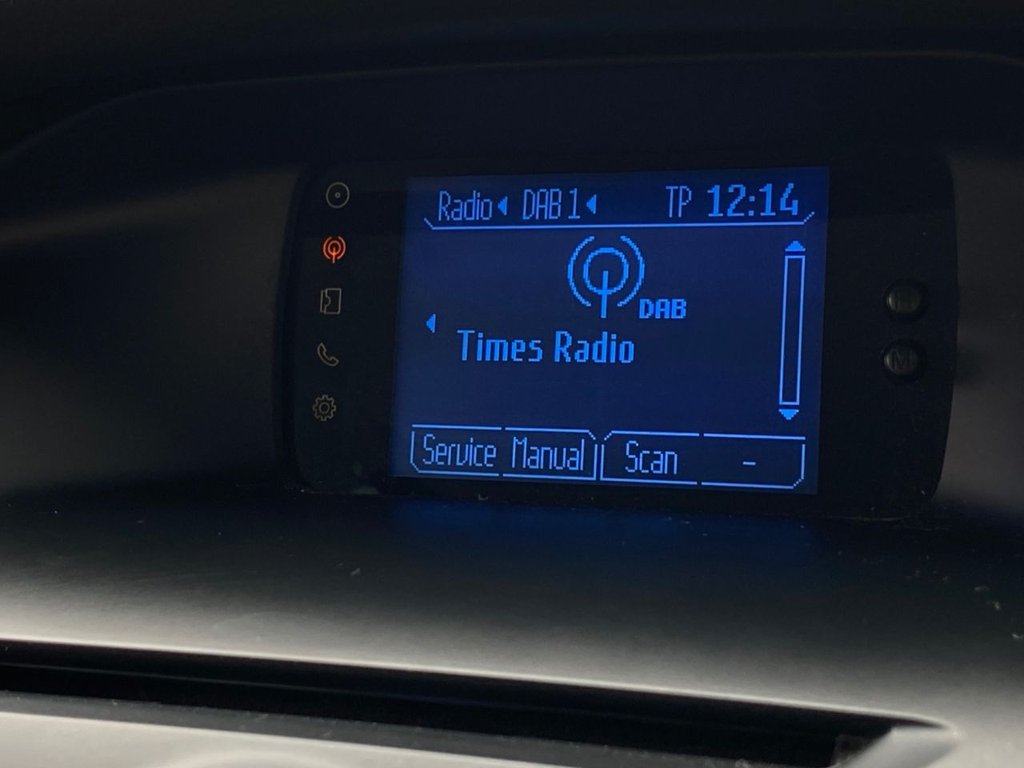 Radio DAB 1 TP 12:14
DAB
Times Radio
Service Manual Scan –
H
M